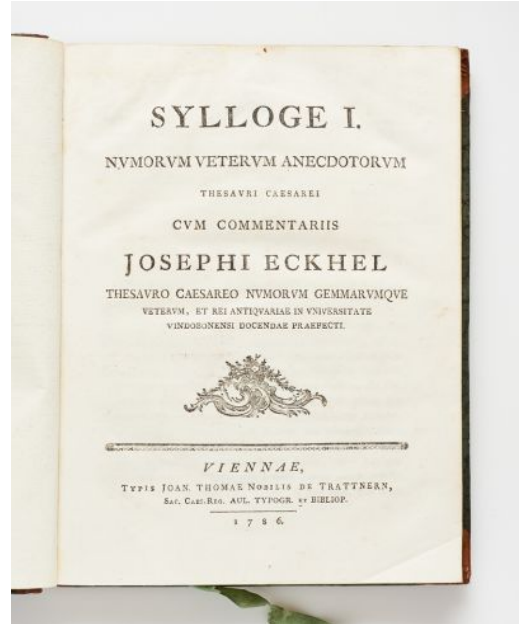 SYLLOGE I.
NVMORVM VETERVM ANECDOTORVM
THESAVRI CAESAREI
CVM COMMENTARIIS
JOSEPHI ECKHEL
THESAVRO CAESAREO NVMORVM GEMMARVMQVE
VETERVM, ET REI ANTIQVARIAE IN VNIVERSITATE
VINDOBONENSI DOCENDAE PRAEFECTI.
VIENNAE,
TYPIS JOAN. THOMAE NOBILIS DE TRATTNERN,
SAC. CAES. REG. AUL. TYPOGR. ET BIBLIOP.
1786.